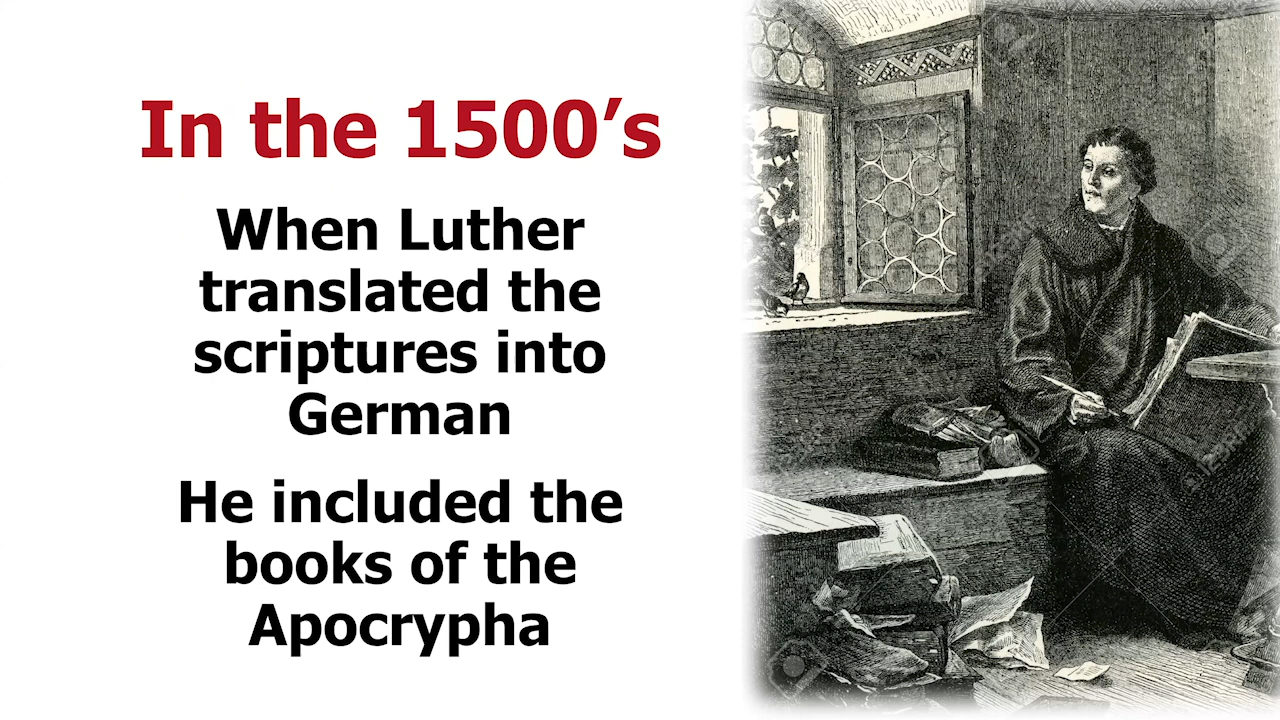 In the 1500’s
When Luther
translated the
scriptures into
German
He included the
books of the
Apocrypha